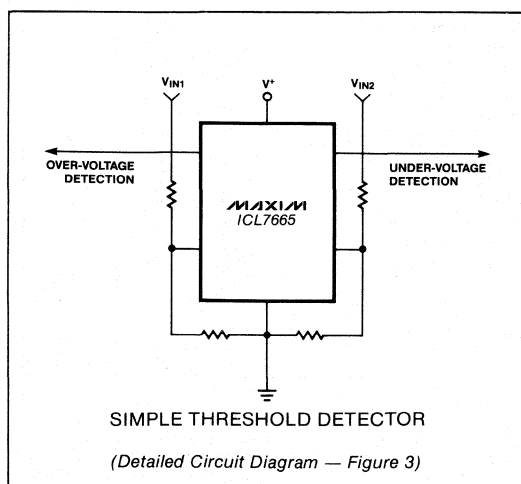 VIN1
V+
VIN2
OVER-VOLTAGE
DETECTION
UNDER-VOLTAGE
DETECTION
MAXIM
ICL7665
SIMPLE THRESHOLD DETECTOR
(Detailed Circuit Diagram — Figure 3)